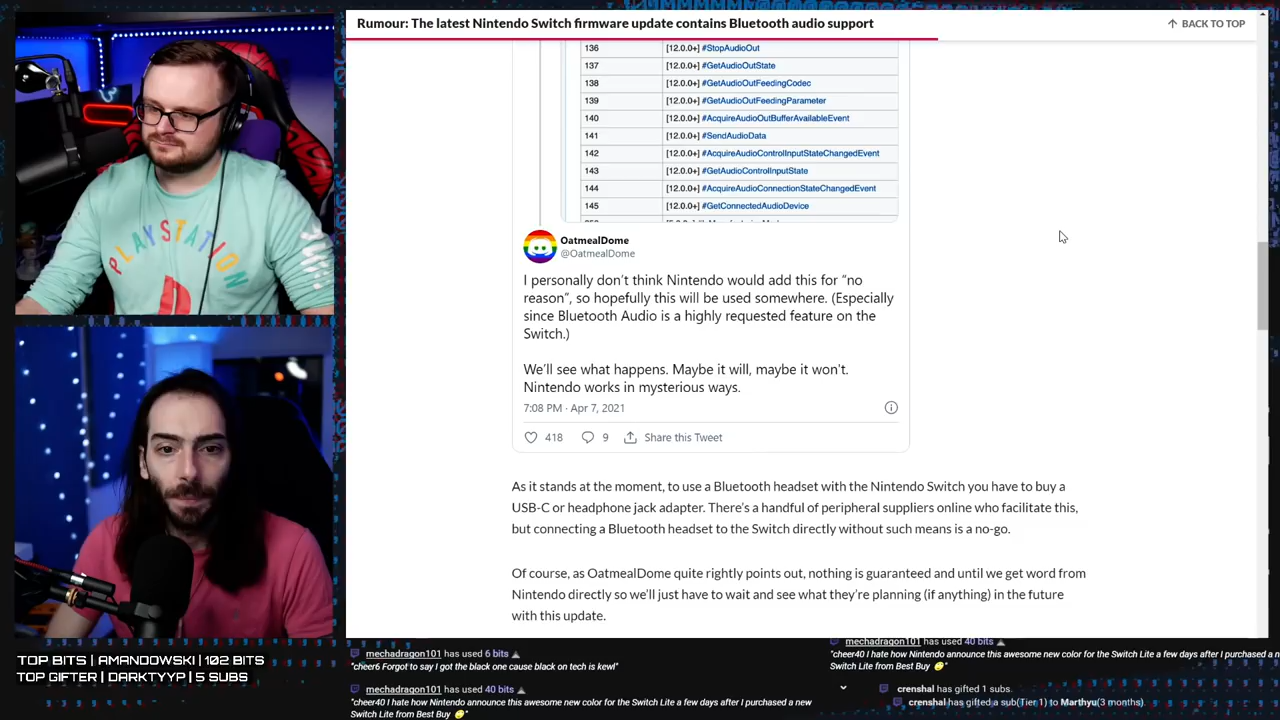 Rumour: The latest Nintendo Switch firmware update contains Bluetooth audio support
BACK TO TOP
136 [12.0.0+] #StopAudioOut
137 [12.0.0+] #GetAudioOutState
138 [12.0.0+] #GetAudioOutFeedingCodec
139 [12.0.0+] #GetAudioOutFeedingParameter
140 [12.0.0+] #AcquireAudioOutBufferAvailableEvent
141 [12.0.0+] #SendAudioData
142 [12.0.0+] #AcquireAudioControlInputStateChangedEvent
143 [12.0.0+] #GetAudioControlInputState
144 [12.0.0+] #AcquireAudioConnectionStateChangedEvent
145 [12.0.0+] #GetConnectedAudioDevice
OatmealDome
@OatmealDome
I personally don't think Nintendo would add this for "no
reason", so hopefully this will be used somewhere. (Especially
since Bluetooth Audio is a highly requested feature on the
Switch.)
We'll see what happens. Maybe it will, maybe it won't.
Nintendo works in mysterious ways.
7:08 PM · Apr 7, 2021
418 9 Share this Tweet
As it stands at the moment, to use a Bluetooth headset with the Nintendo Switch you have to buy a
USB-C or headphone jack adapter. There's a handful of peripheral suppliers online who facilitate this,
but connecting a Bluetooth headset to the Switch directly without such means is a no-go.
Of course, as OatmealDome quite rightly points out, nothing is guaranteed and until we get word from
Nintendo directly so we'll just have to wait and see what they're planning (if anything) in the future
with this update.
PLAYSTATION
TOP BITS | AMANDOWSKI | 102 BITS
TOP GIFTER | DARKTYYP | 5 SUBS
mechadragon101 has used 6 bits
"cheer6 Forgot to say I got the black one cause black on tech is kewl"
mechadragon101 has used 40 bits
"cheer40 I hate how Nintendo announce this awesome new color for the Switch Lite a few days after I purchased a new
Switch Lite from Best Buy
mechadragon101 has used 40 bits
"cheer40 I hate how Nintendo announce this awesome new color for the Switch Lite a few days after I purchased a
Switch Lite from Best Buy
crenshal has gifted 1 subs.
crenshal has gifted a sub(Tier 1) to Marthyu(3 months)